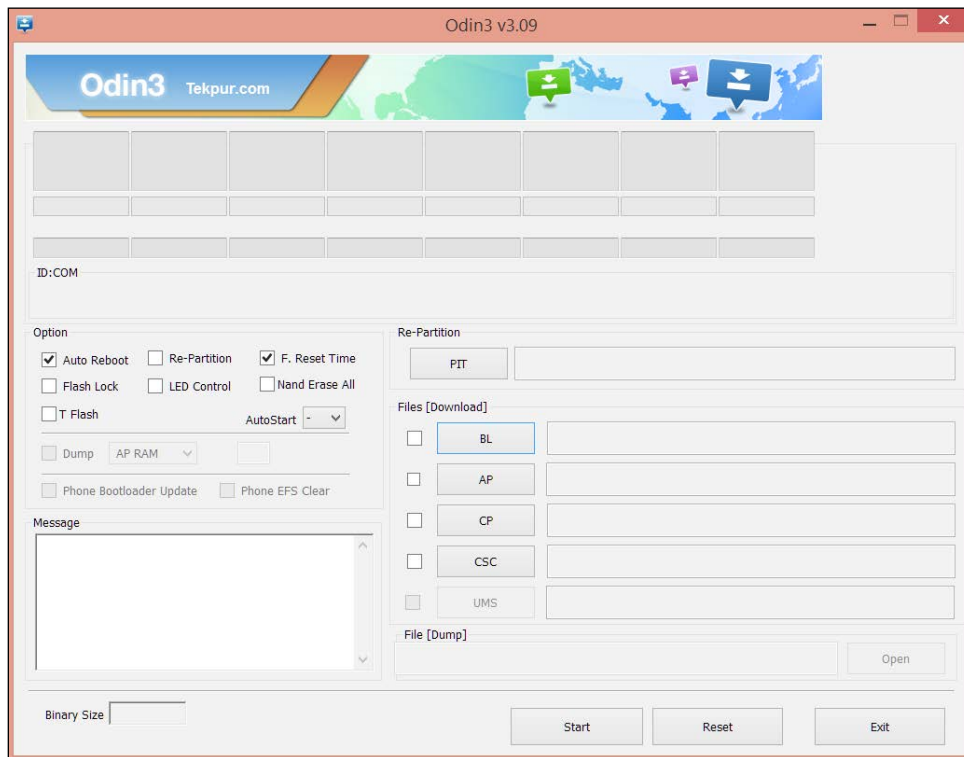 Odin3 v3.09
Odin3 Tekpur.com
ID:COM
Option
Auto Reboot Re-Partition F. Reset Time
Flash Lock LED Control Nand Erase All
T Flash AutoStart -
Dump AP RAM
Phone Bootloader Update Phone EFS Clear
Message
Re-Partition
PIT
Files [Download]
BL
AP
CP
CSC
UMS
File [Dump]
Open
Binary Size
Start Reset Exit